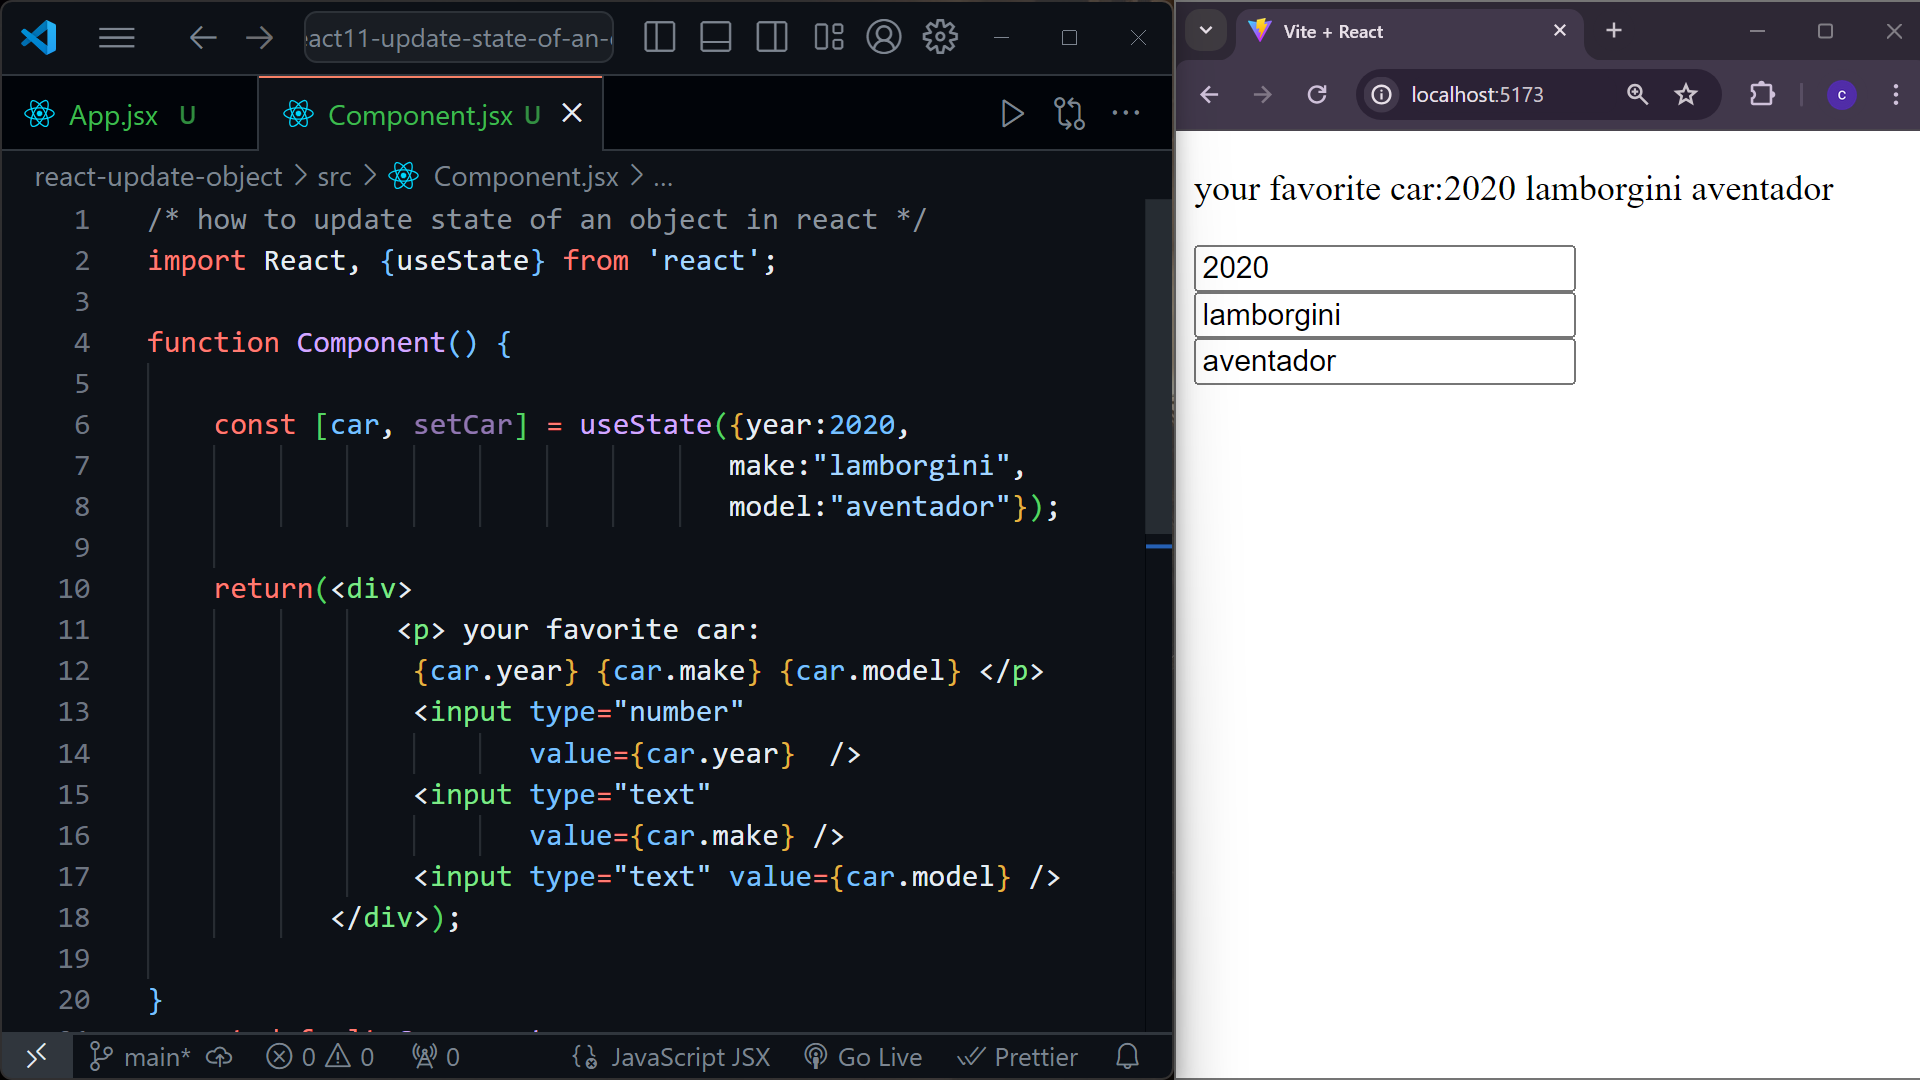 eact11-update-state-of-an-
App.jsx U
Component.jsx U
react-update-object > src > Component.jsx > ...
1 /* how to update state of an object in react */
2 import React, {useState} from 'react';
3
4 function Component() {
5
6 const [car, setCar] = useState({year:2020,
7 make:"lamborgini",
8 model:"aventador"});
9
10 return(<div>
11 <p> your favorite car:
12 {car.year} {car.make} {car.model} </p>
13 <input type="number"
14 value={car.year}  />
15 <input type="text"
16 value={car.make} />
17 <input type="text" value={car.model} />
18 </div>);
19
20 }
main* 0 0 0 JavaScript JSX Go Live Prettier
Vite + React
localhost:5173
c
your favorite car:2020 lamborgini aventador
2020
lamborgini
aventador